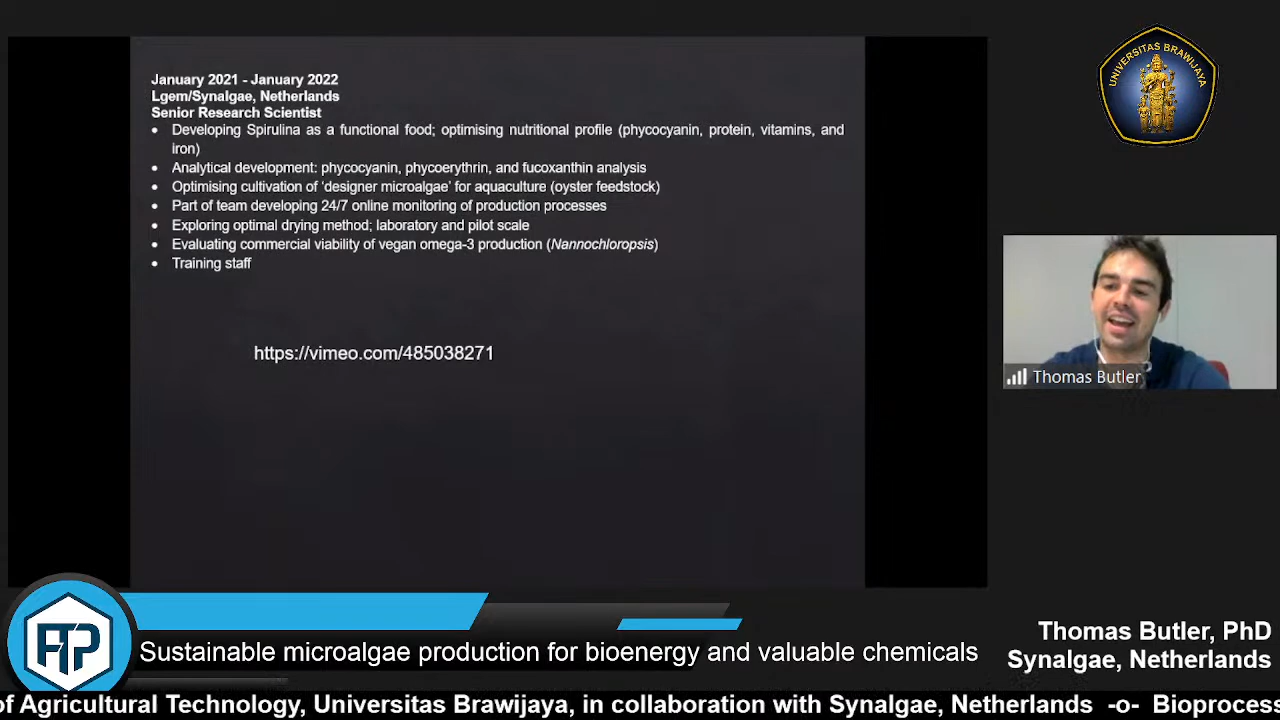 January 2021 - January 2022
Lgem/Synalgae, Netherlands
Senior Research Scientist
• Developing Spirulina as a functional food; optimising nutritional profile (phycocyanin, protein, vitamins, and
iron)
• Analytical development: phycocyanin, phycoerythrin, and fucoxanthin analysis
• Optimising cultivation of ‘designer microalgae’ for aquaculture (oyster feedstock)
• Part of team developing 24/7 online monitoring of production processes
• Exploring optimal drying method; laboratory and pilot scale
• Evaluating commercial viability of vegan omega-3 production (Nannochloropsis)
• Training staff
https://vimeo.com/485038271
UNIVERSITAS BRAWIJAYA
Thomas Butler
FTP
Sustainable microalgae production for bioenergy and valuable chemicals
Thomas Butler, PhD
Synalgae, Netherlands
of Agricultural Technology, Universitas Brawijaya, in collaboration with Synalgae, Netherlands -o- Bioprocess